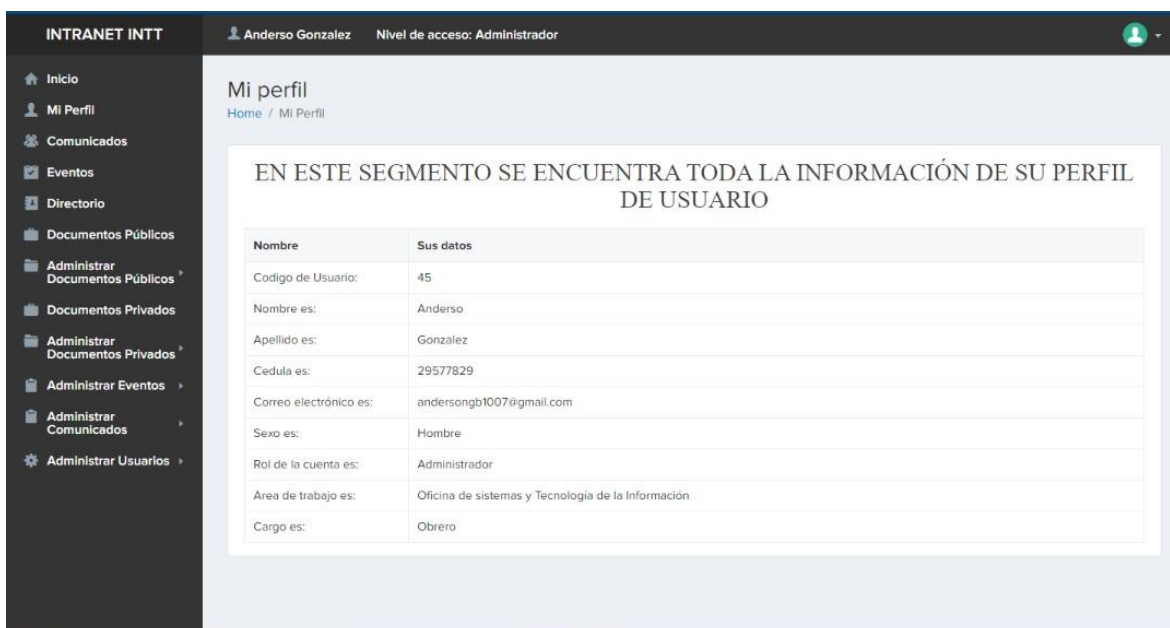 INTRANET INTT
Anderso Gonzalez Nivel de acceso: Administrador
Inicio
Mi Perfil
Comunicados
Eventos
Directorio
Documentos Públicos
Administrar
Documentos Públicos
Documentos Privados
Administrar
Documentos Privados
Administrar Eventos
Administrar
Comunicados
Administrar Usuarios
Mi perfil
Home / Mi Perfil
EN ESTE SEGMENTO SE ENCUENTRA TODA LA INFORMACIÓN DE SU PERFIL
DE USUARIO
Nombre Sus datos
Codigo de Usuario: 45
Nombre es: Anderso
Apellido es: Gonzalez
Cedula es: 29577829
Correo electrónico es: andersongb1007@gmail.com
Sexo es: Hombre
Rol de la cuenta es: Administrador
Area de trabajo es: Oficina de sistemas y Tecnología de la Información
Cargo es: Obrero